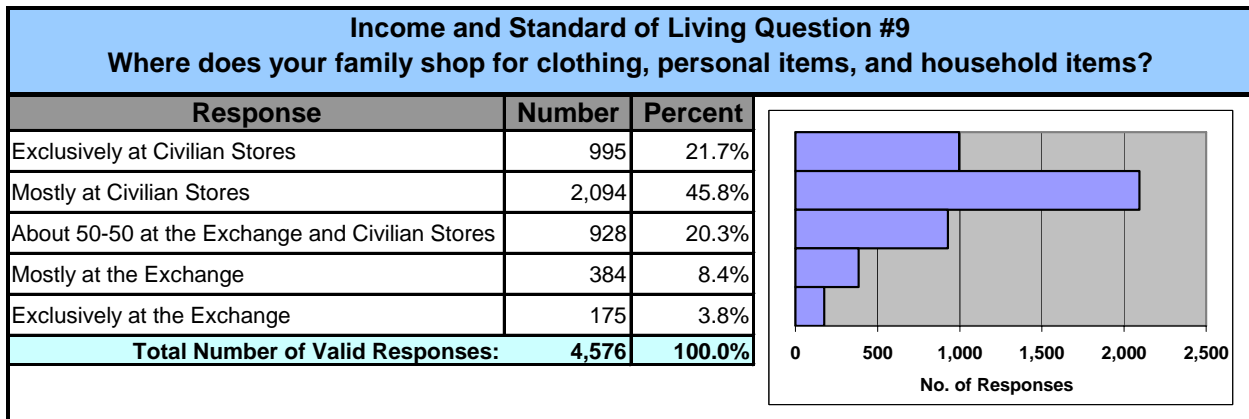 Income and Standard of Living Question #9
Where does your family shop for clothing, personal items, and household items?
Response Number Percent
Exclusively at Civilian Stores 995 21.7%
Mostly at Civilian Stores 2,094 45.8%
About 50-50 at the Exchange and Civilian Stores 928 20.3%
Mostly at the Exchange 384 8.4%
Exclusively at the Exchange 175 3.8%
Total Number of Valid Responses: 4,576 100.0%
0 500 1,000 1,500 2,000 2,500
No. of Responses